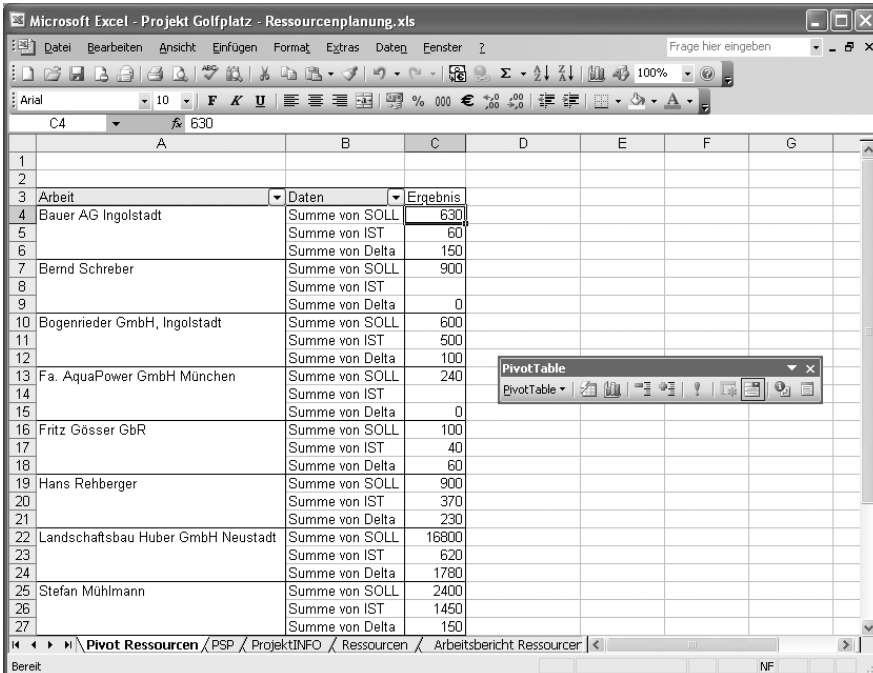 Microsoft Excel - Projekt Golfplatz - Ressourcenplanung.xls
Datei Bearbeiten Ansicht Einfügen Format Extras Daten Fenster ? Frage hier eingeben
100%
Arial 10 F K U % 000 €
C4 fx 630
A B C D E F G
1
2
3 Arbeit Daten Ergebnis
4 Bauer AG Ingolstadt Summe von SOLL 630
5 Summe von IST 60
6 Summe von Delta 150
7 Bernd Schreber Summe von SOLL 900
8 Summe von IST
9 Summe von Delta 0
10 Bogenrieder GmbH, Ingolstadt Summe von SOLL 600
11 Summe von IST 500
12 Summe von Delta 100
13 Fa. AquaPower GmbH München Summe von SOLL 240
14 Summe von IST
15 Summe von Delta 0
16 Fritz Gösser GbR Summe von SOLL 100
17 Summe von IST 40
18 Summe von Delta 60
19 Hans Rehberger Summe von SOLL 900
20 Summe von IST 370
21 Summe von Delta 230
22 Landschaftsbau Huber GmbH Neustadt Summe von SOLL 16800
23 Summe von IST 620
24 Summe von Delta 1780
25 Stefan Mühlmann Summe von SOLL 2400
26 Summe von IST 1450
27 Summe von Delta 150
PivotTable
PivotTable
Pivot Ressourcen PSP ProjektINFO Ressourcen Arbeitsbericht Ressourcer
Bereit NF